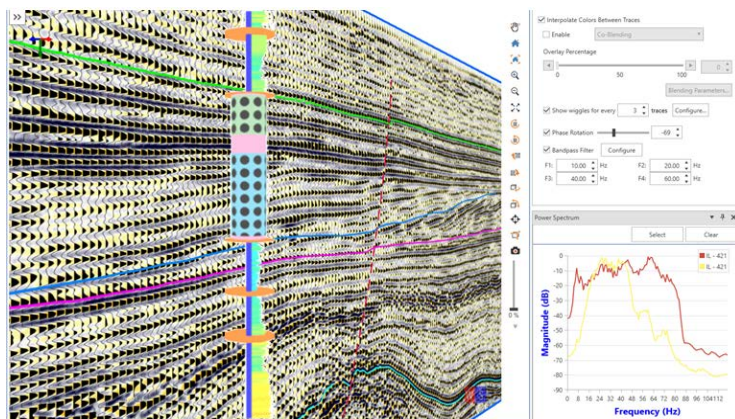 »
Interpolate Colors Between Traces
Enable Co-Blending
Overlay Percentage
0
0 50 100
Blending Parameters...
Show wiggles for every 3 traces Configure...
Phase Rotation -69
Bandpass Filter Configure
F1: 10.00 Hz F2: 20.00 Hz
F3: 40.00 Hz F4: 60.00 Hz
0 %
Power Spectrum
Select Clear
IL - 421
IL - 421
Magnitude (dB)
-0
-10
-20
-30
-40
-50
-60
-70
-80
-90
0 8 16 24 32 40 48 56 64 72 80 88 96 104 112
Frequency (Hz)